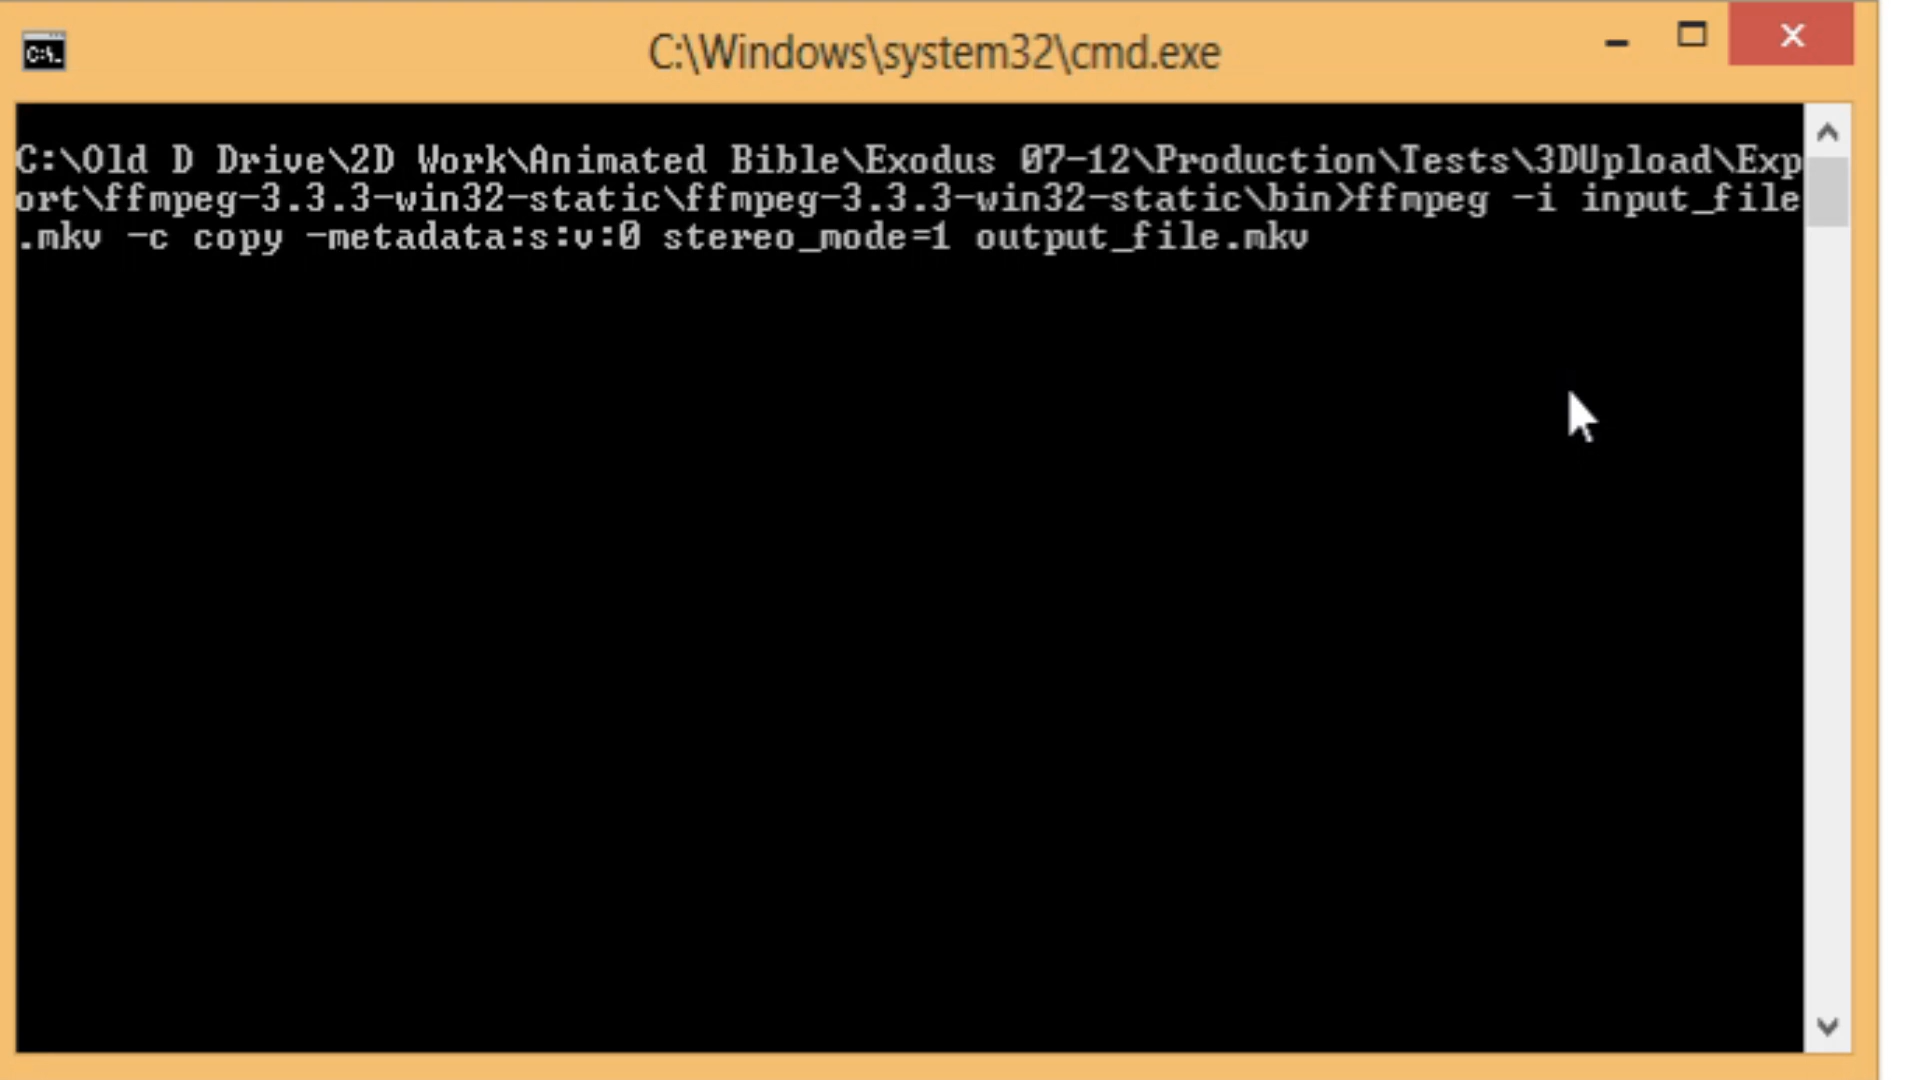 C:\Windows\system32\cmd.exe
C:\Old D Drive\2D Work\Animated Bible\Exodus 07-12\Production\Tests\3DUpload\Exp
ort\ffmpeg-3.3.3-win32-static\ffmpeg-3.3.3-win32-static\bin>ffmpeg -i input_file
.mkv -c copy -metadata:s:v:0 stereo_mode=1 output_file.mkv